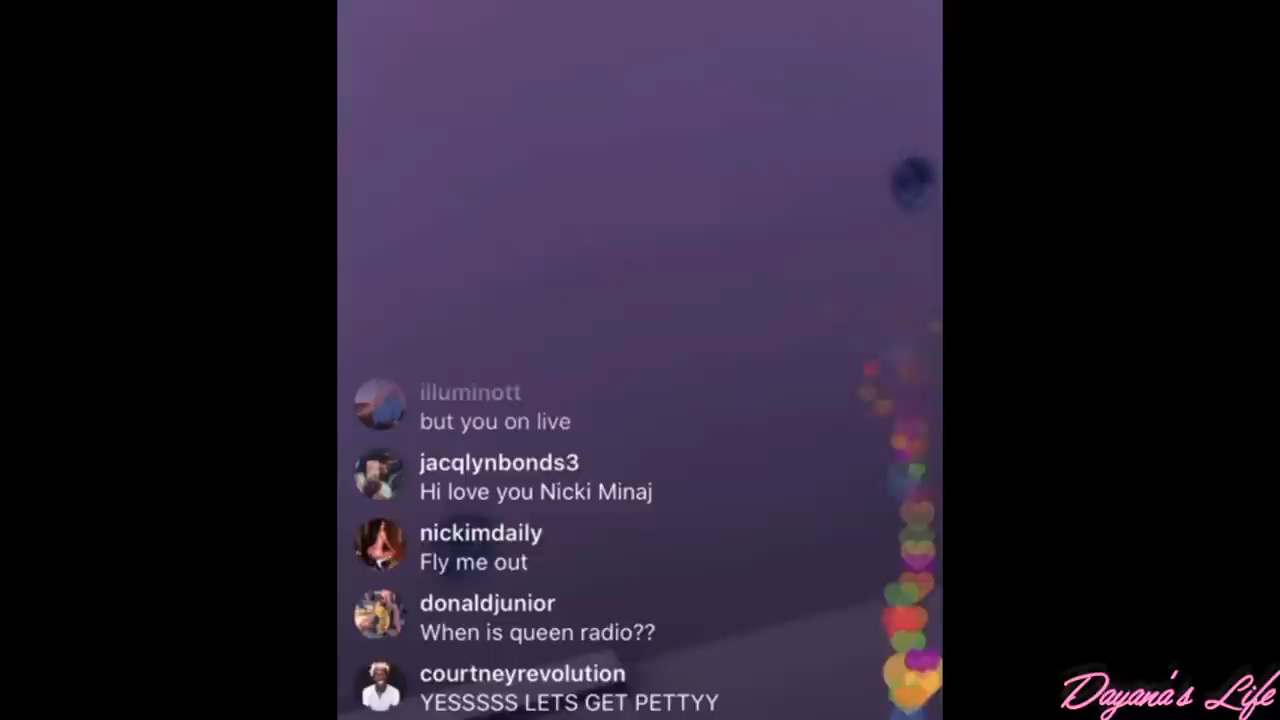 illuminott
but you on live
jacqlynbonds3
Hi love you Nicki Minaj
nickimdaily
Fly me out
donaldjunior
When is queen radio??
courtneyrevolution
YESSSSS LETS GET PETTYY
Dayana's Life